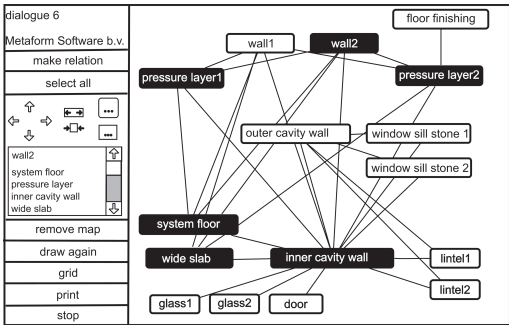 dialogue 6
Metaform Software b.v.
make relation
select all
...
...
wall2
system floor
pressure layer
inner cavity wall
wide slab
remove map
draw again
grid
print
stop
floor finishing
wall1
wall2
pressure layer1
pressure layer2
outer cavity wall
window sill stone 1
window sill stone 2
system floor
wide slab
inner cavity wall
lintel1
lintel2
glass1
glass2
door